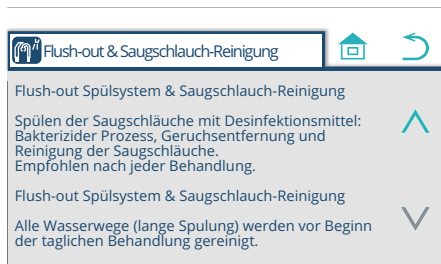 Flush-out & Saugschlauch-Reinigung
Flush-out Spülsystem & Saugschlauch-Reinigung
Spülen der Saugschläuche mit Desinfektionsmittel:
Bakterizider Prozess, Geruchsentfernung und
Reinigung der Saugschläuche.
Empfohlen nach jeder Behandlung.
Flush-out Spülsystem & Saugschlauch-Reinigung
Alle Wasserwege (lange Spulung) werden vor Beginn
der taglichen Behandlung gereinigt.